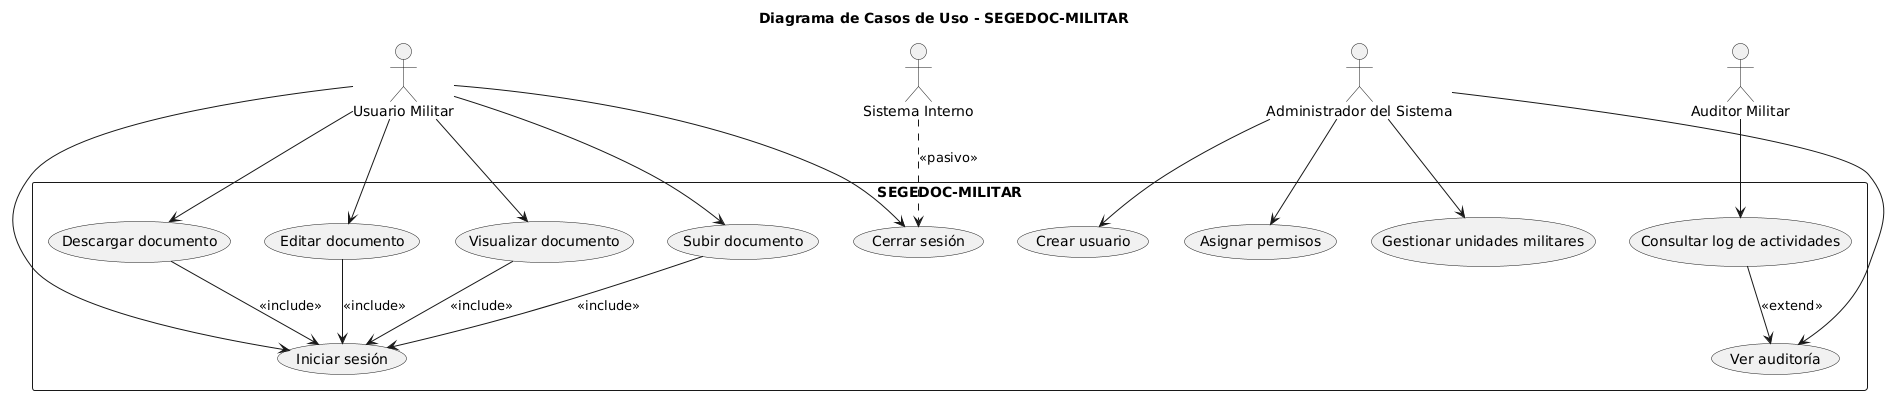 Diagrama de Casos de Uso - SEGEDOC-MILITAR
Usuario Militar
Sistema Interno
Administrador del Sistema
Auditor Militar
«pasivo»
SEGEDOC-MILITAR
Descargar documento
Editar documento
Visualizar documento
Subir documento
Cerrar sesión
Crear usuario
Asignar permisos
Gestionar unidades militares
Consultar log de actividades
«include»
«include»
«include»
«include»
«extend»
Iniciar sesión
Ver auditoría